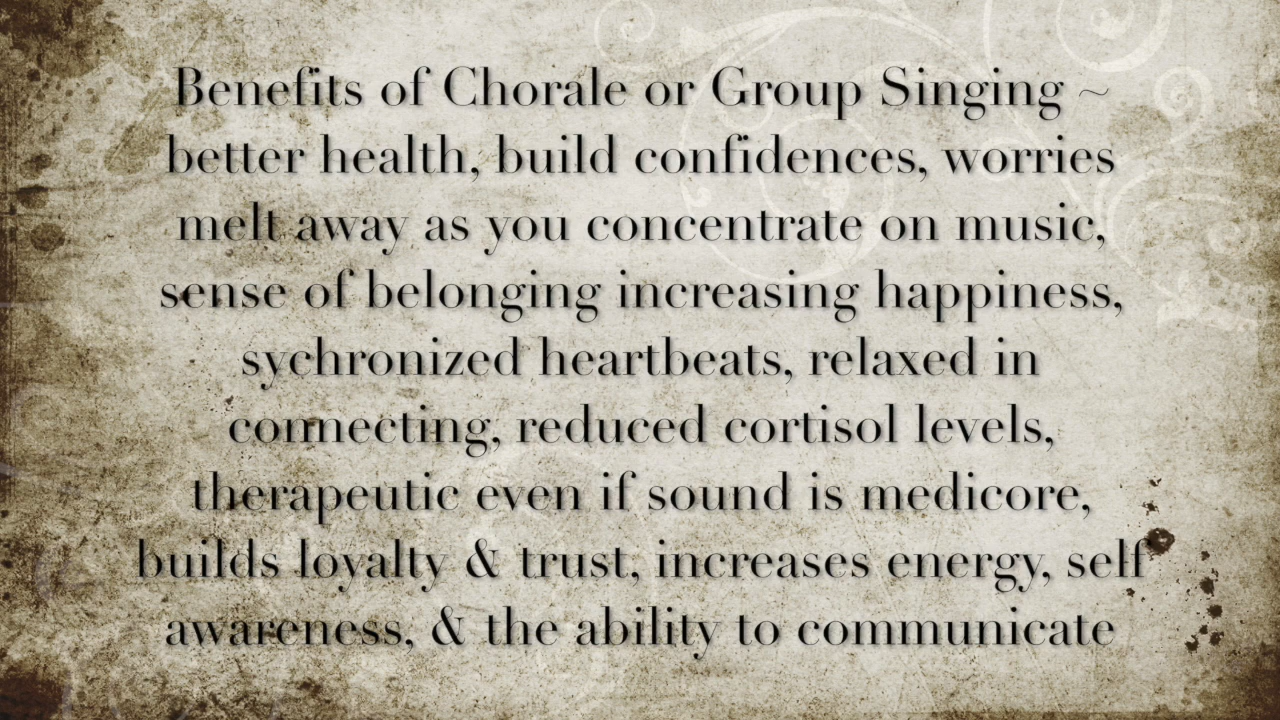 Benefits of Chorale or Group Singing ~
better health, build confidences, worries
melt away as you concentrate on music,
sense of belonging increasing happiness,
sychronized heartbeats, relaxed in
connecting, reduced cortisol levels,
therapeutic even if sound is medicore,
builds loyalty & trust, increases energy, self
awareness, & the ability to communicate